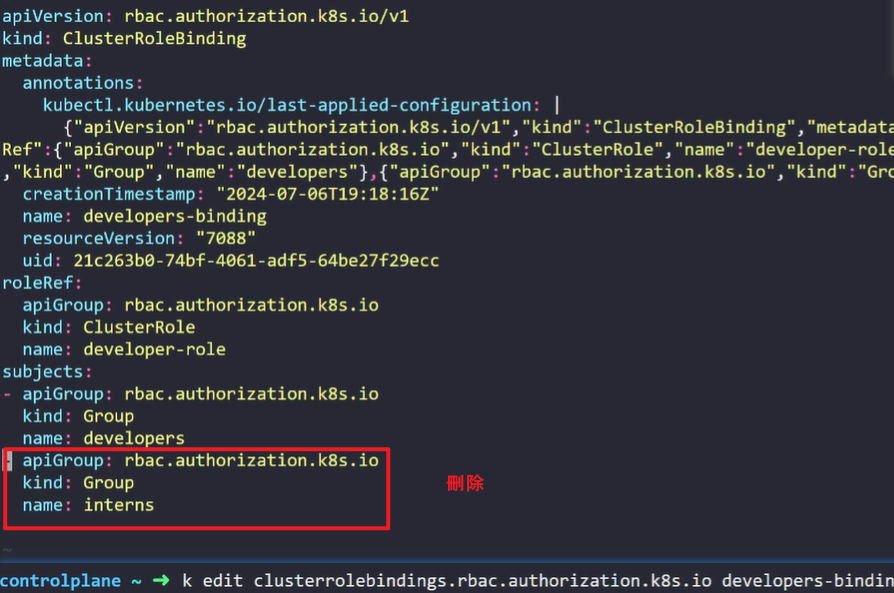 apiVersion: rbac.authorization.k8s.io/v1
kind: ClusterRoleBinding
metadata:
  annotations:
    kubectl.kubernetes.io/last-applied-configuration: |
      {"apiVersion":"rbac.authorization.k8s.io/v1","kind":"ClusterRoleBinding","metadata
Ref":{"apiGroup":"rbac.authorization.k8s.io","kind":"ClusterRole","name":"developer-role
,"kind":"Group","name":"developers"},{"apiGroup":"rbac.authorization.k8s.io","kind":"Gro
  creationTimestamp: "2024-07-06T19:18:16Z"
  name: developers-binding
  resourceVersion: "7088"
  uid: 21c263b0-74bf-4061-adf5-64be27f29ecc
roleRef:
  apiGroup: rbac.authorization.k8s.io
  kind: ClusterRole
  name: developer-role
subjects:
- apiGroup: rbac.authorization.k8s.io
  kind: Group
  name: developers
- apiGroup: rbac.authorization.k8s.io
  kind: Group
  name: interns
刪除
~
controlplane ~ ➜ k edit clusterrolebindings.rbac.authorization.k8s.io developers-bindin